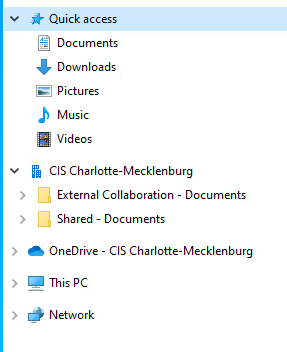 Quick access
Documents
Downloads
Pictures
Music
Videos
CIS Charlotte-Mecklenburg
External Collaboration - Documents
Shared - Documents
OneDrive - CIS Charlotte-Mecklenburg
This PC
Network